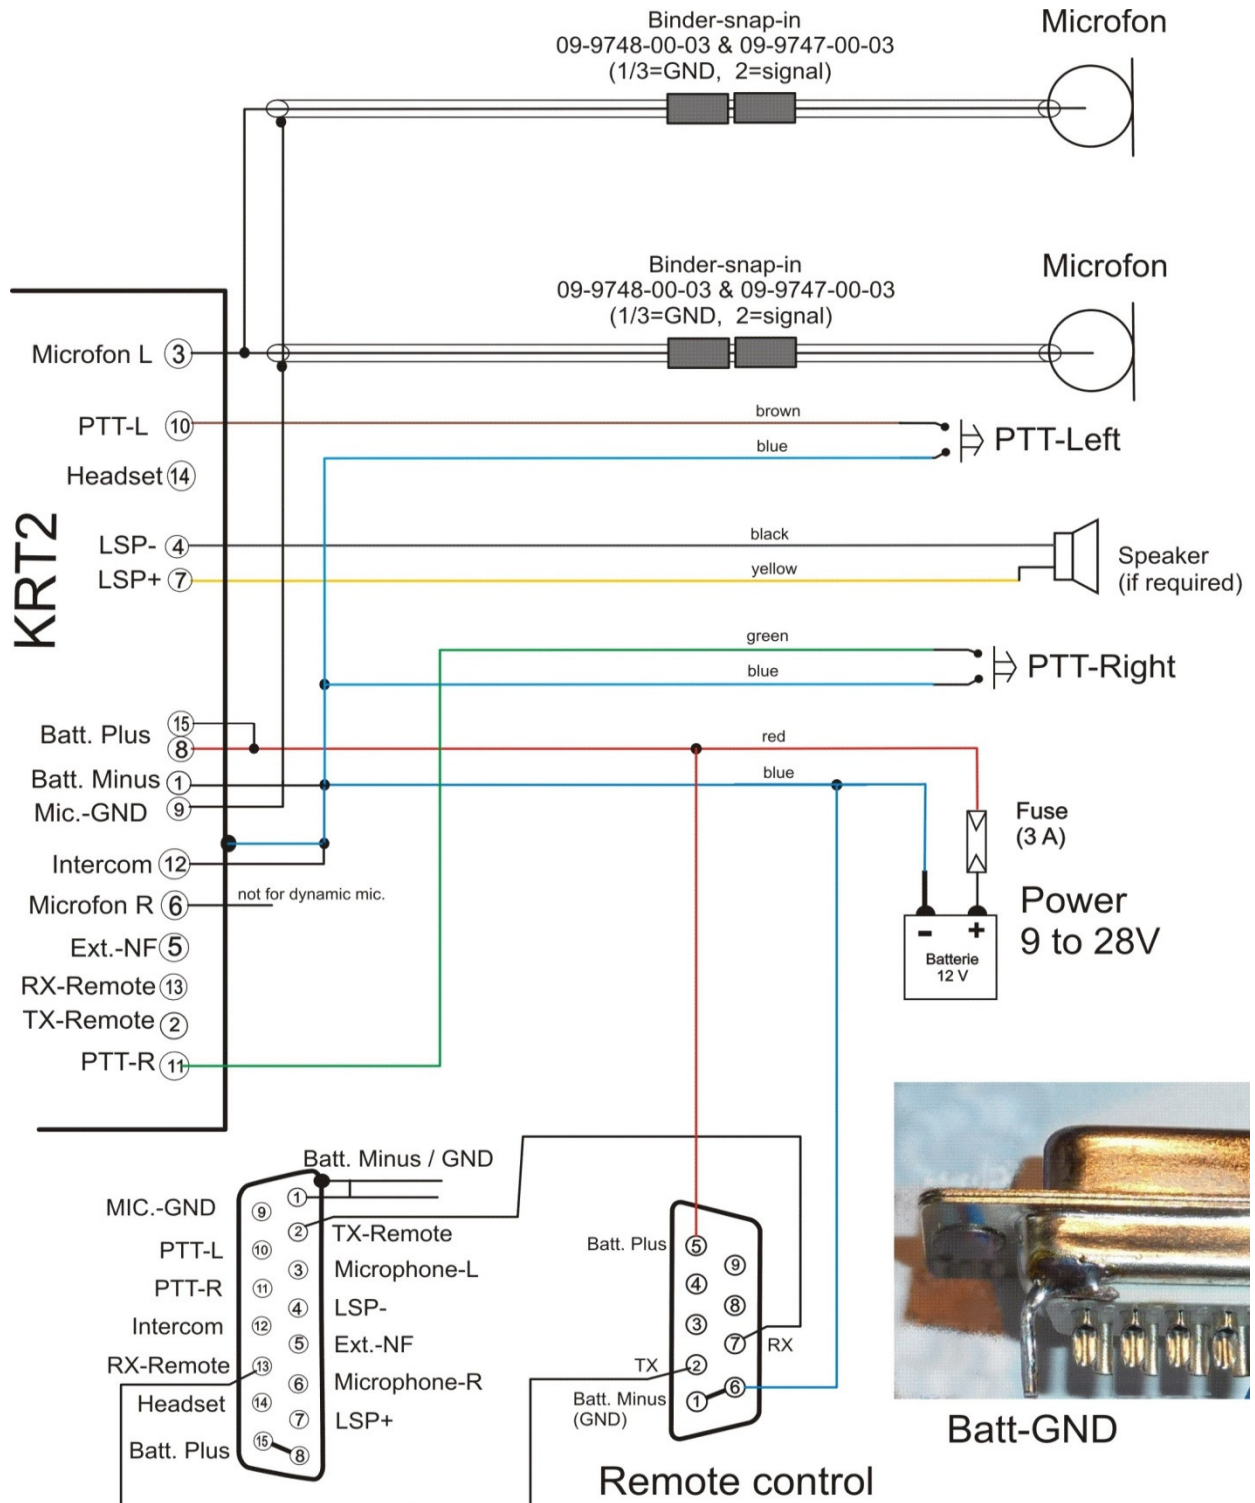 Binder-snap-in
09-9748-00-03 & 09-9747-00-03
(1/3=GND, 2=signal)
Microfon
Binder-snap-in
09-9748-00-03 & 09-9747-00-03
(1/3=GND, 2=signal)
Microfon
KRT2
Microfon L 3
PTT-L 10
brown
blue
PTT-Left
Headset 14
LSP- 4
black
LSP+ 7
yellow
Speaker
(if required)
green
blue
PTT-Right
15
Batt. Plus
8
red
Batt. Minus 1
blue
Mic.-GND 9
Fuse
(3 A)
Intercom 12
Microfon R 6
not for dynamic mic.
Power
9 to 28V
- +
Batterie
12 V
Ext.-NF 5
RX-Remote 13
TX-Remote 2
PTT-R 11
Batt. Minus / GND
1
MIC.-GND 9
2 TX-Remote
PTT-L 10
3 Microphone-L
PTT-R 11
4 LSP-
Intercom 12
5 Ext.-NF
RX-Remote 13
6 Microphone-R
Headset 14
7 LSP+
Batt. Plus 15
8
Batt. Plus 5
9
4
8
3
7 RX
TX 2
6
Batt. Minus 1
(GND)
Remote control
Batt-GND